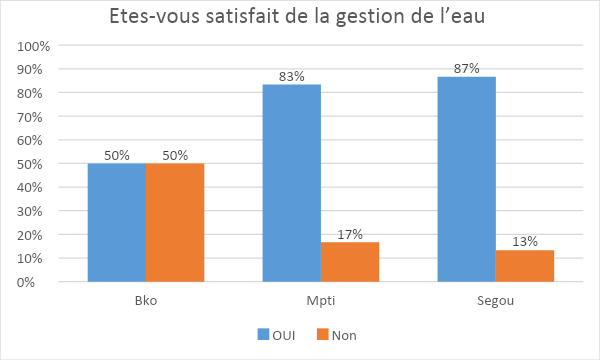 Etes-vous satisfait de la gestion de l’eau
100%
90%
80%
70%
60%
50%
40%
30%
20%
10%
0%
50% 50% 83% 17% 87% 13%
Bko Mpti Segou
OUI Non